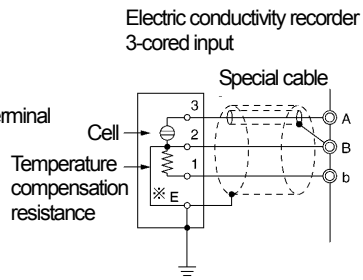 Electric conductivity recorder
3-cored input
Special cable
erminal
3
A
Cell
2
B
Temperature
compensation
resistance
1
b
※ E